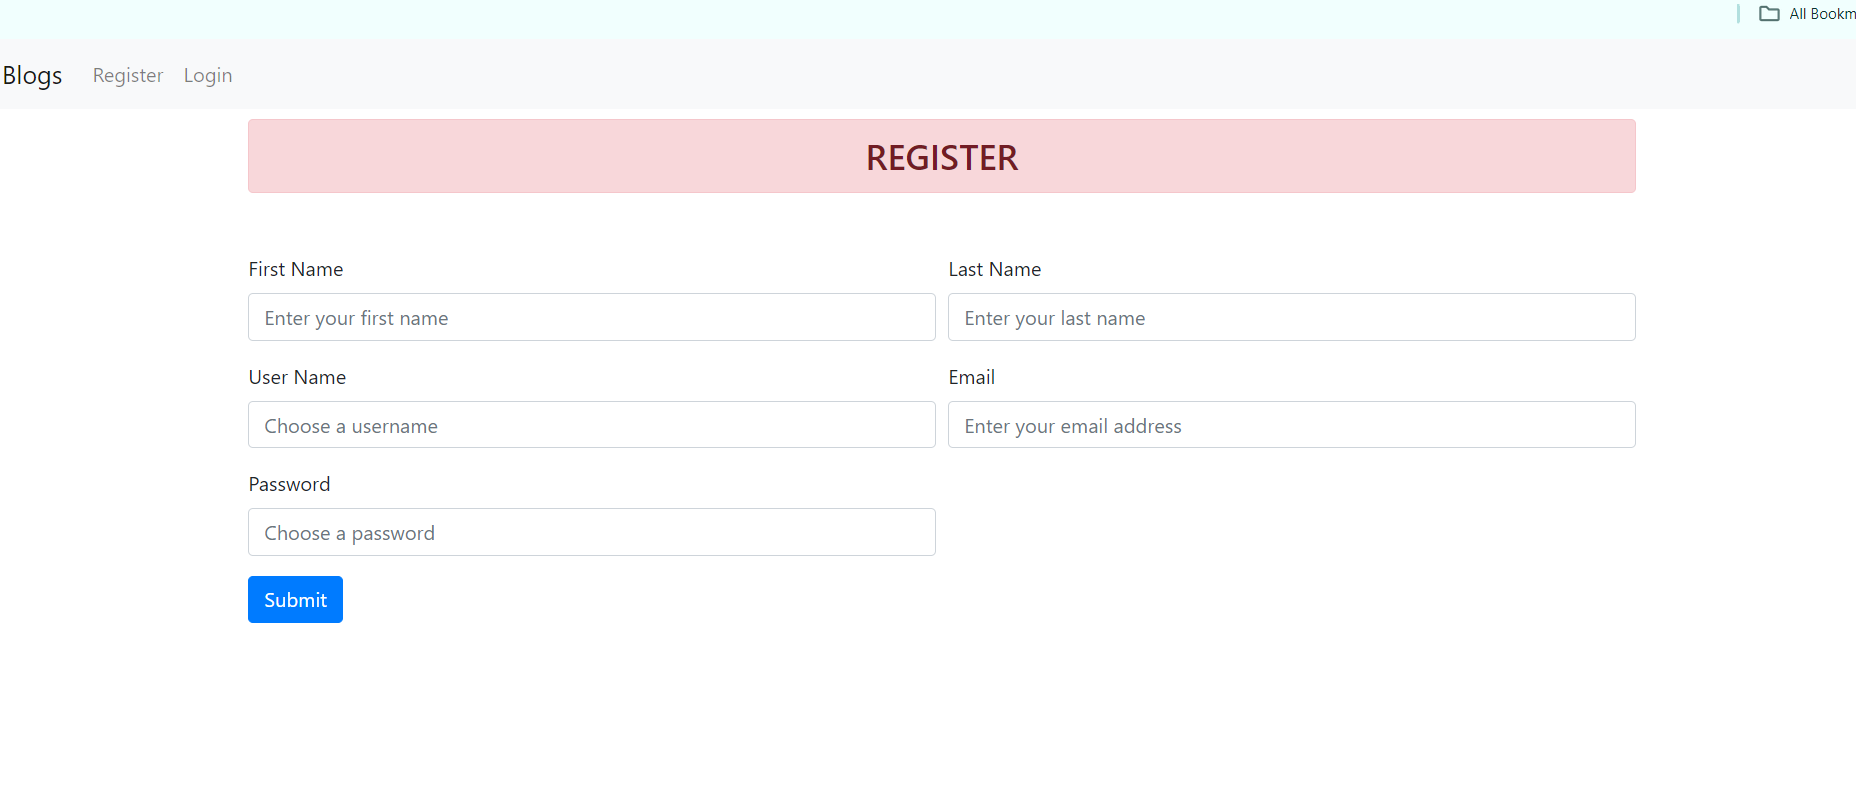 All Bookm
Blogs Register Login
REGISTER
First Name Last Name
Enter your first name Enter your last name
User Name Email
Choose a username Enter your email address
Password
Choose a password
Submit